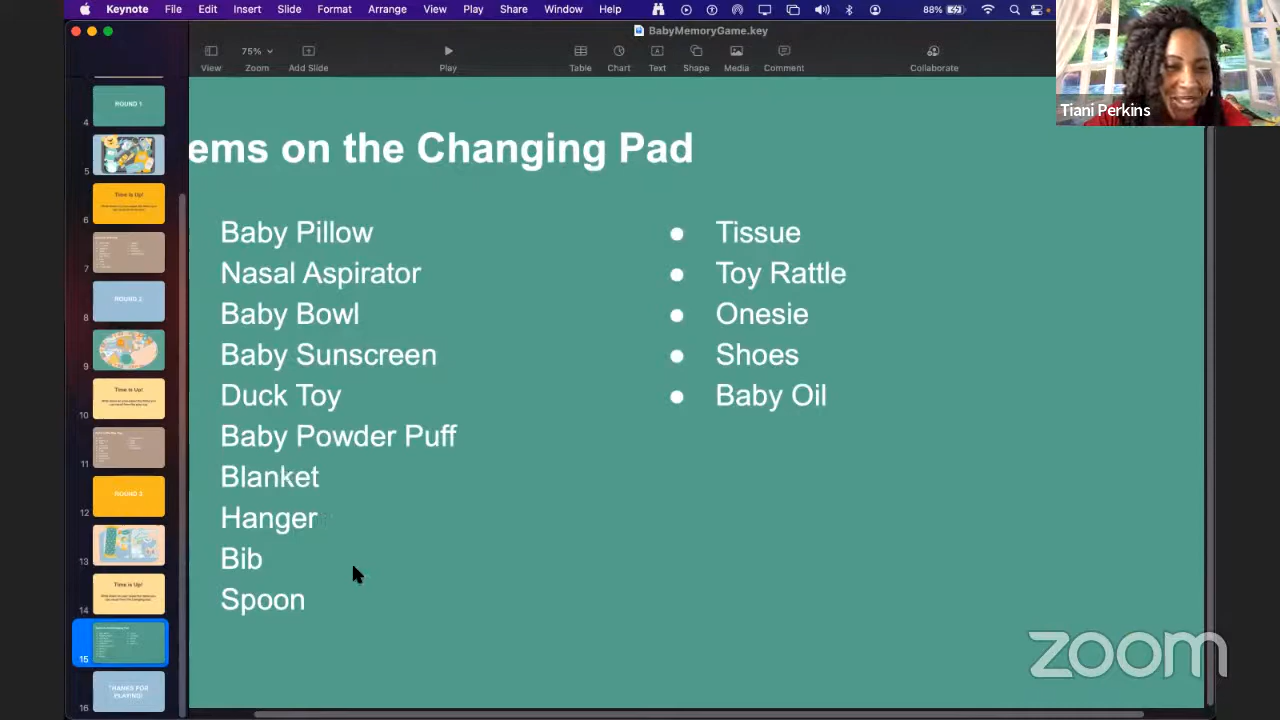 Keynote File Edit Insert Slide Format Arrange View Play Share Window Help 88%
BabyMemoryGame.key
75%
View Zoom Add Slide Play Table Chart Text Shape Media Comment Collaborate
Tiani Perkins
ems on the Changing Pad
Baby Pillow
Nasal Aspirator
Baby Bowl
Baby Sunscreen
Duck Toy
Baby Powder Puff
Blanket
Hanger
Bib
Spoon
Tissue
Toy Rattle
Onesie
Shoes
Baby Oil
ROUND 1
4
5
Time is Up!
6
7
ROUND 2
8
9
Time is Up!
10
11
ROUND 3
12
13
Time is Up!
14
15
THANKS FOR
PLAYING!
16
zoom